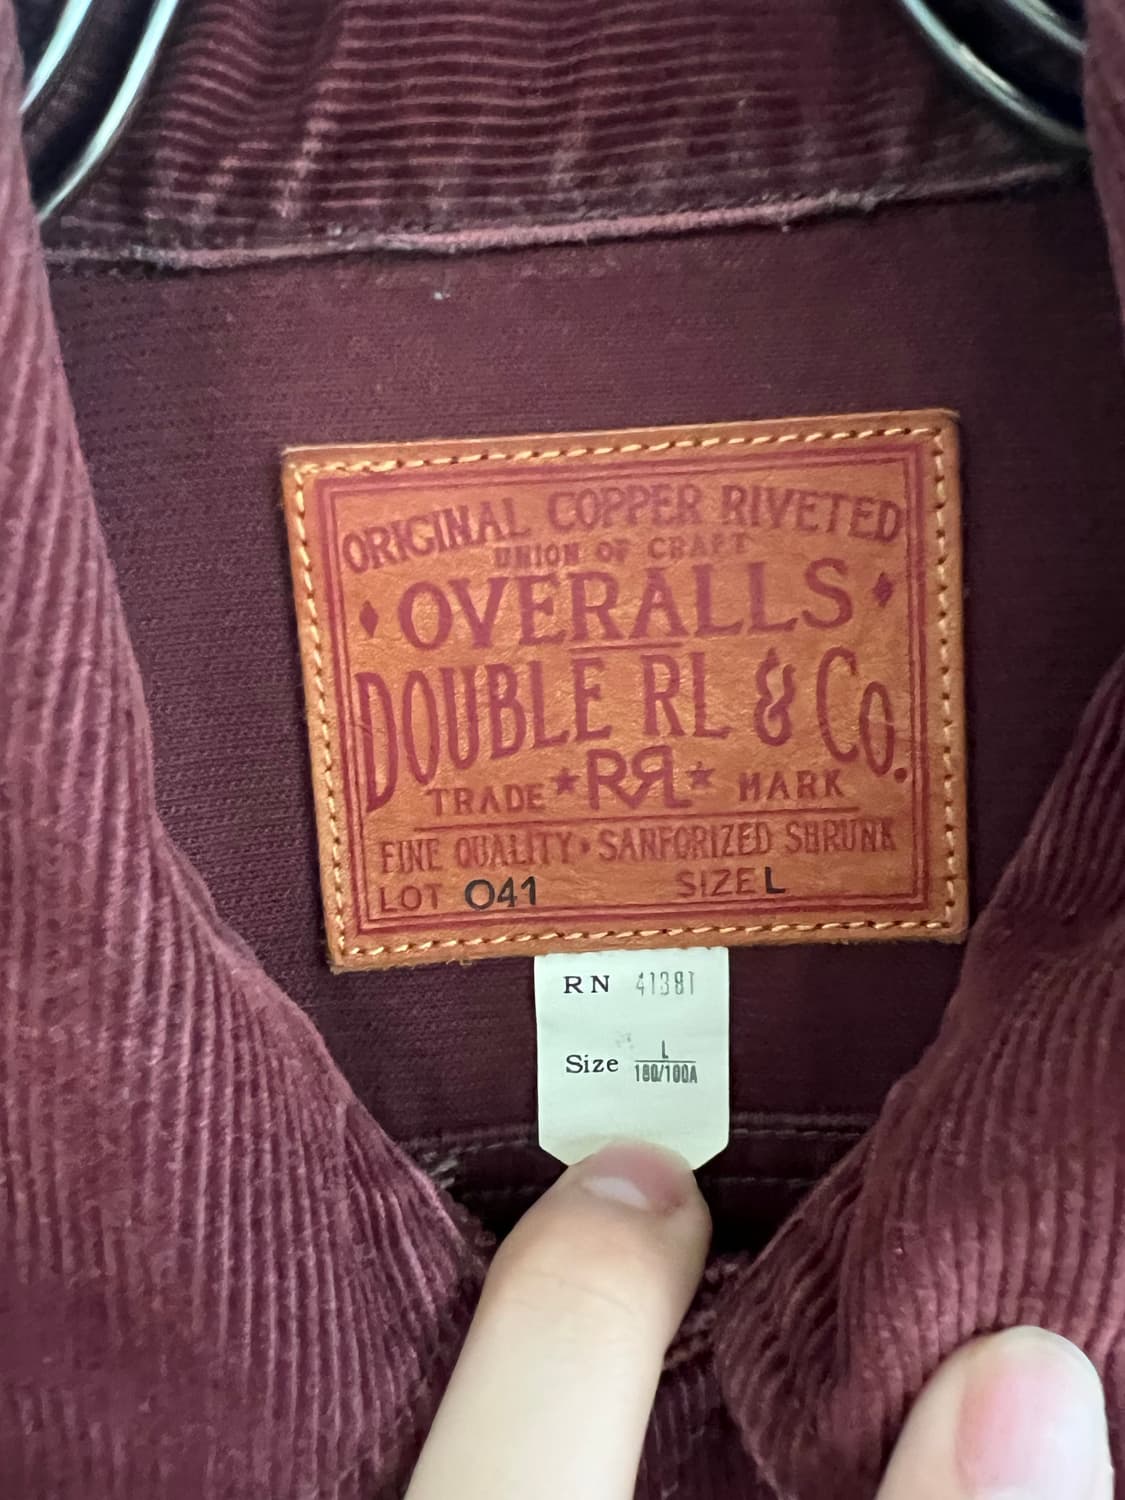 ORIGINAL COPPER RIVETED
UNION OF CRAFT
OVERALLS
DOUBLE RL & Co.
TRADE ★ RRL ★ MARK
FINE QUALITY • SANFORIZED SHRUNK
LOT 041 SIZE L
RN 41381
Size L
180/100A